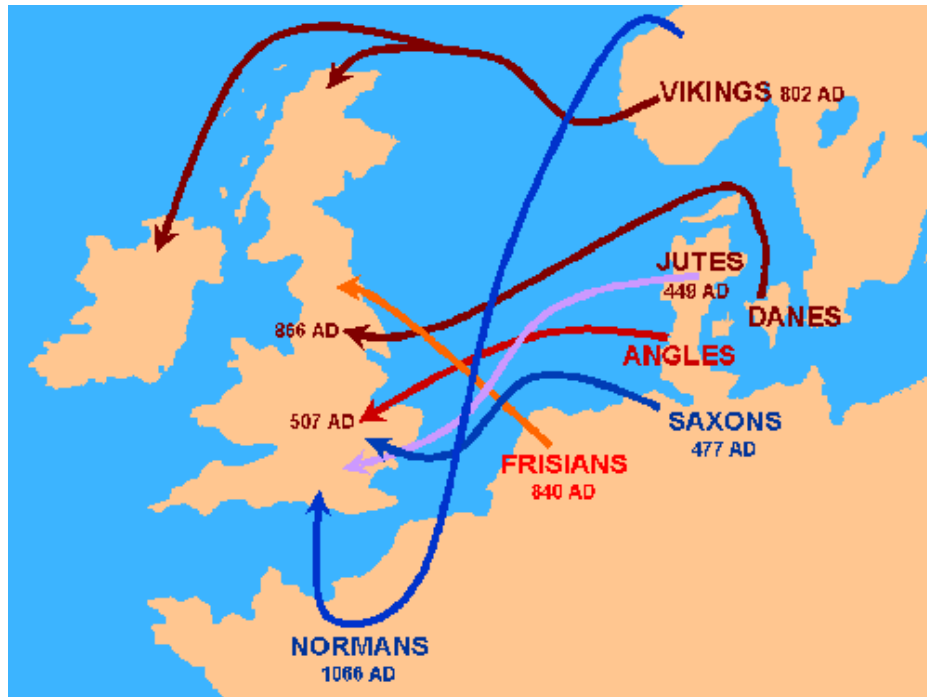 VIKINGS 802 AD
JUTES
449 AD
DANES
866 AD
ANGLES
507 AD
SAXONS
477 AD
FRISIANS
840 AD
NORMANS
1066 AD